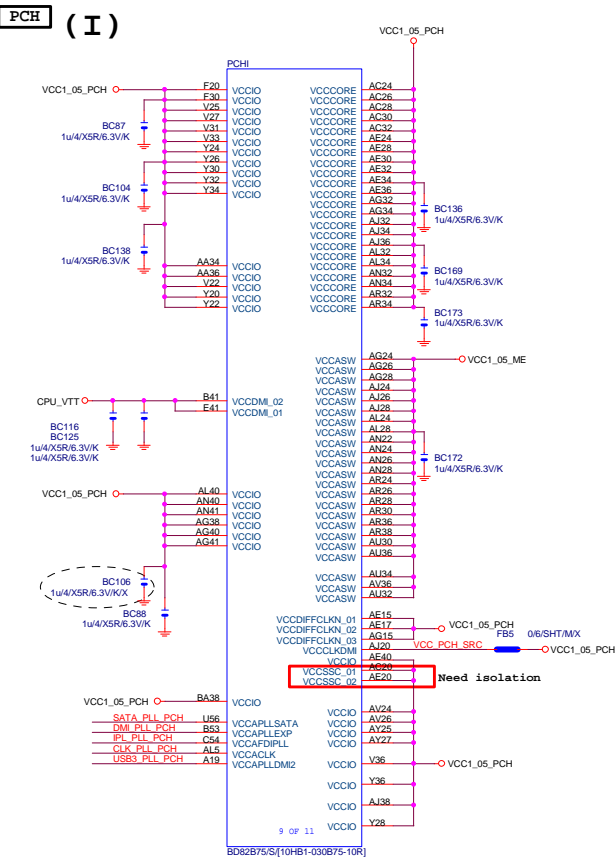 PCH (I)
VCC1_05_PCH
PCHI
VCC1_05_PCH F20 VCCIO VCCCORE AC24
F30 VCCIO VCCCORE AC26
V25 VCCIO VCCCORE AC28
V27 VCCIO VCCCORE AC30
BC87 V31 VCCIO VCCCORE AC32
1u/4/X5R/6.3V/K V33 VCCIO VCCCORE AE24
Y24 VCCIO VCCCORE AE28
Y26 VCCIO VCCCORE AE30
Y30 VCCIO VCCCORE AE32
BC104 Y32 VCCIO VCCCORE AE34
1u/4/X5R/6.3V/K Y34 VCCIO VCCCORE AE36
VCCCORE AG32 BC136
VCCCORE AG34 1u/4/X5R/6.3V/K
VCCCORE AJ32
VCCCORE AJ34
BC138 VCCCORE AJ36
1u/4/X5R/6.3V/K VCCCORE AL32
AA34 VCCIO VCCCORE AL34
AA36 VCCIO VCCCORE AN32 BC169
V22 VCCIO VCCCORE AN34 1u/4/X5R/6.3V/K
Y20 VCCIO VCCCORE AR32
Y22 VCCIO VCCCORE AR34
BC173
1u/4/X5R/6.3V/K
VCCASW AG24 VCC1_05_ME
VCCASW AG26
VCCASW AG28
VCCASW AJ24
CPU_VTT B41 VCCDMI_02 VCCASW AJ26
E41 VCCDMI_01 VCCASW AJ28
VCCASW AL24
BC116 VCCASW AL28
BC125 VCCASW AN22
1u/4/X5R/6.3V/K VCCASW AN24
1u/4/X5R/6.3V/K VCCASW AN26 BC172
VCCASW AN28 1u/4/X5R/6.3V/K
VCCASW AR24
VCC1_05_PCH AL40 VCCIO VCCASW AR26
AN40 VCCIO VCCASW AR28
AN41 VCCIO VCCASW AR30
AG38 VCCIO VCCASW AR36
AG40 VCCIO VCCASW AR38
AG41 VCCIO VCCASW AU30
VCCASW AU36
VCCASW AU34
BC106 VCCASW AV36
1u/4/X5R/6.3V/K/X VCCASW AU32
BC88
1u/4/X5R/6.3V/K VCCDIFFCLKN_01 AE15
VCCDIFFCLKN_02 AE17 VCC1_05_PCH
VCCDIFFCLKN_03 AG15 FB5 0/6/SHT/M/X
VCCCLKDMI AJ20 VCC_PCH_SRC VCC1_05_PCH
VCCIO AE40
VCCSSC_01 AC20
VCCSSC_02 AE20 Need isolation
VCC1_05_PCH BA38 VCCIO
VCCIO AV24
SATA_PLL_PCH U56 VCCAPLLSATA VCCIO AV26
DMI_PLL_PCH B53 VCCAPLLEXP VCCIO AY25
IPL_PLL_PCH C54 VCCAFDIPLL VCCIO AY27
CLK_PLL_PCH AL5 VCCACLK
USB3_PLL_PCH A19 VCCAPLLDMI2 VCCIO V36 VCC1_05_PCH
VCCIO Y36
VCCIO AJ38
VCCIO Y28
9 OF 11
BD82B75/S/[10HB1-030B75-10R]